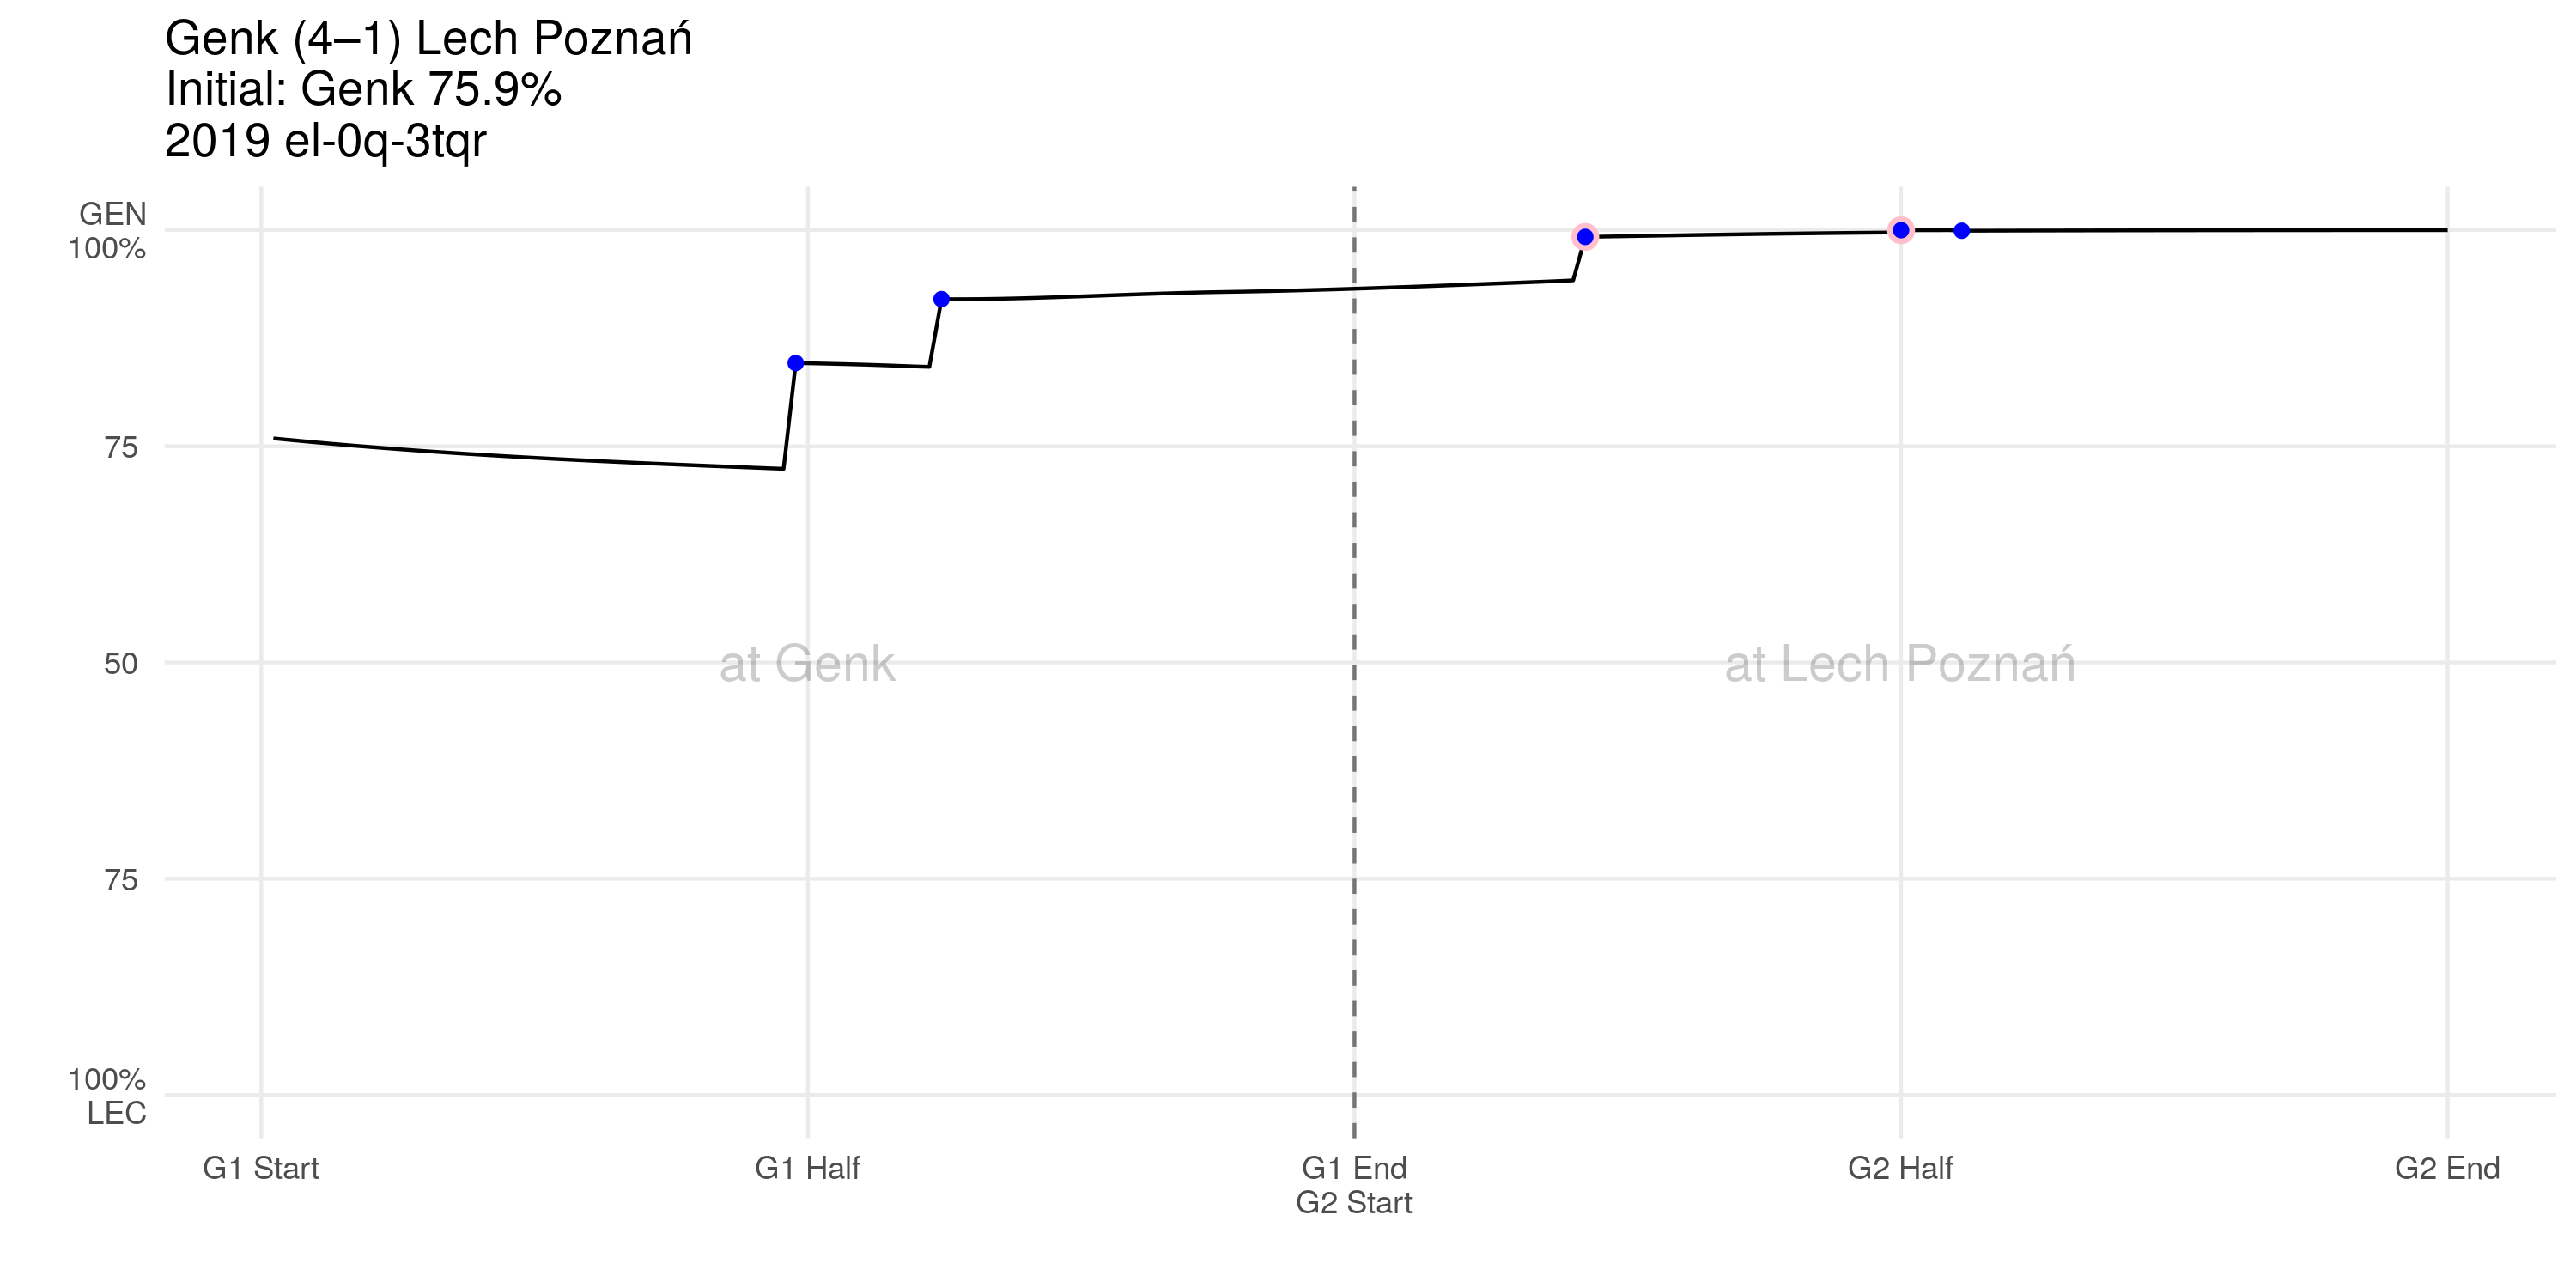 Genk (4–1) Lech Poznań
Initial: Genk 75.9%
2019 el-0q-3tqr
GEN
100%
75
50
75
100%
LEC
at Genk
at Lech Poznań
G1 Start
G1 Half
G1 End
G2 Start
G2 Half
G2 End